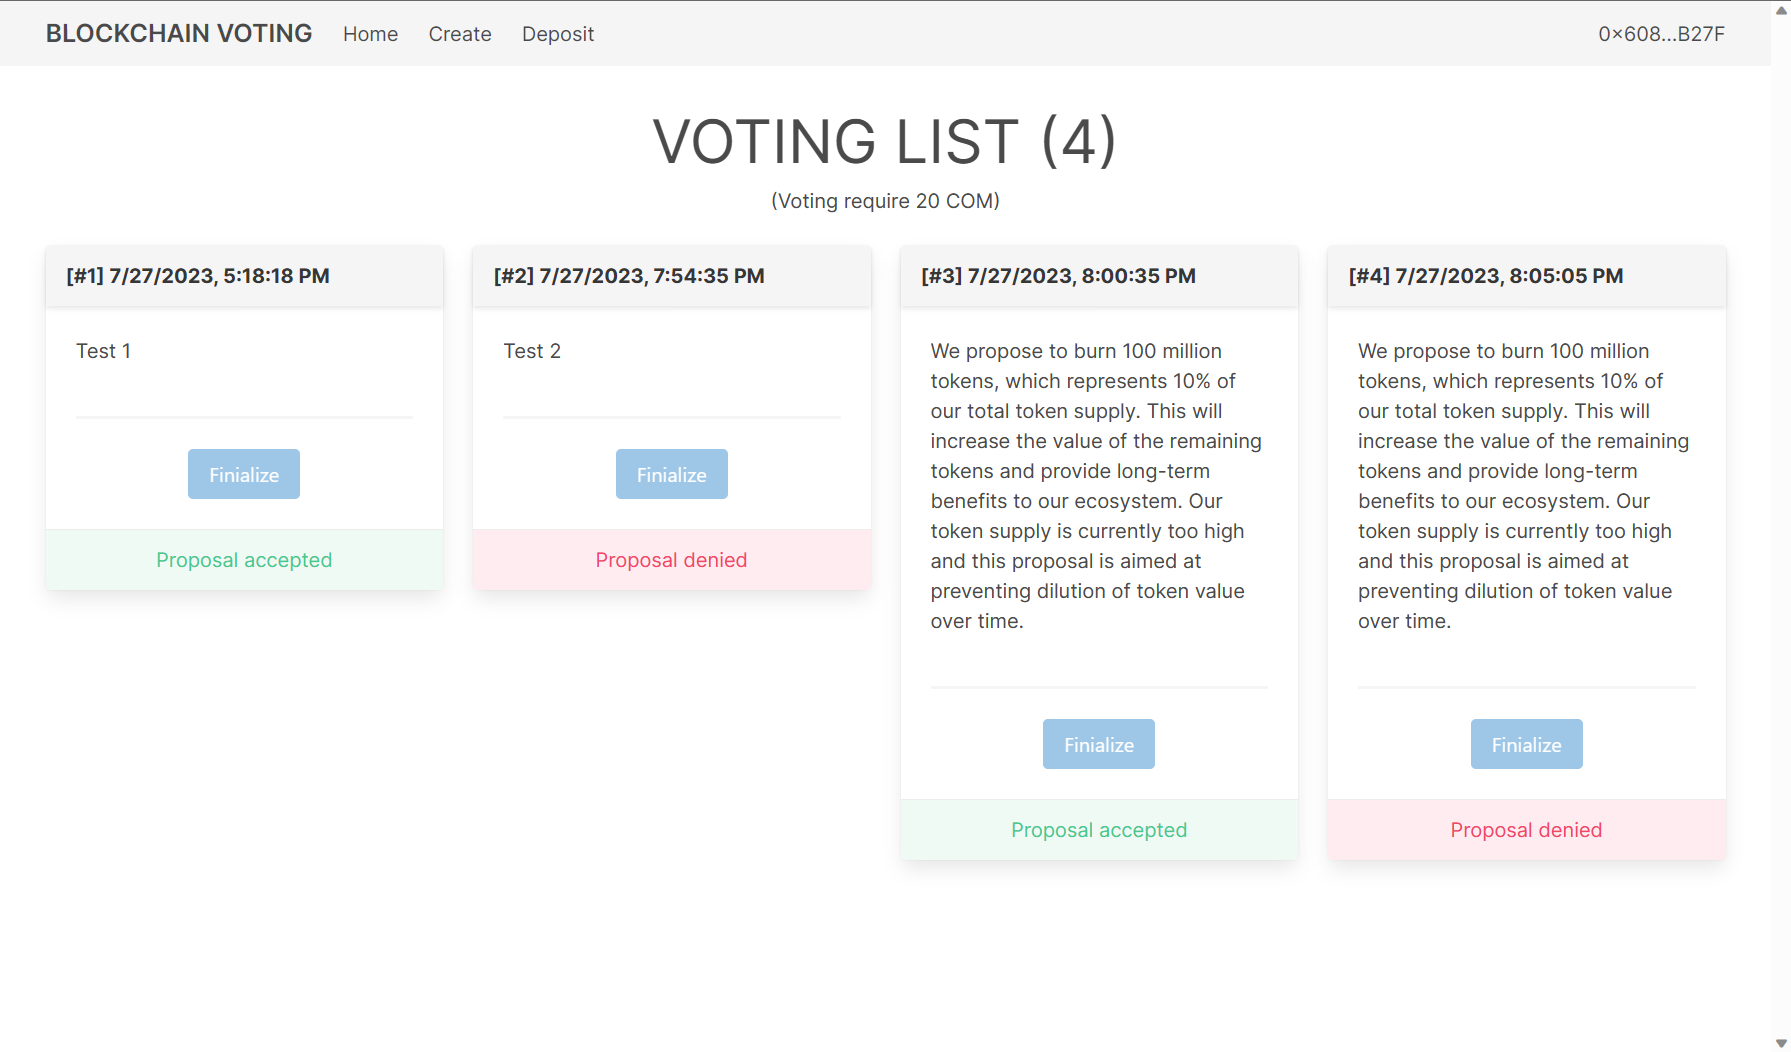 BLOCKCHAIN VOTING Home Create Deposit 0×608...B27F
VOTING LIST (4)
(Voting require 20 COM)
[#1] 7/27/2023, 5:18:18 PM
Test 1
Finialize
Proposal accepted
[#2] 7/27/2023, 7:54:35 PM
Test 2
Finialize
Proposal denied
[#3] 7/27/2023, 8:00:35 PM
We propose to burn 100 million
tokens, which represents 10% of
our total token supply. This will
increase the value of the remaining
tokens and provide long-term
benefits to our ecosystem. Our
token supply is currently too high
and this proposal is aimed at
preventing dilution of token value
over time.
Finialize
Proposal accepted
[#4] 7/27/2023, 8:05:05 PM
We propose to burn 100 million
tokens, which represents 10% of
our total token supply. This will
increase the value of the remaining
tokens and provide long-term
benefits to our ecosystem. Our
token supply is currently too high
and this proposal is aimed at
preventing dilution of token value
over time.
Finialize
Proposal denied